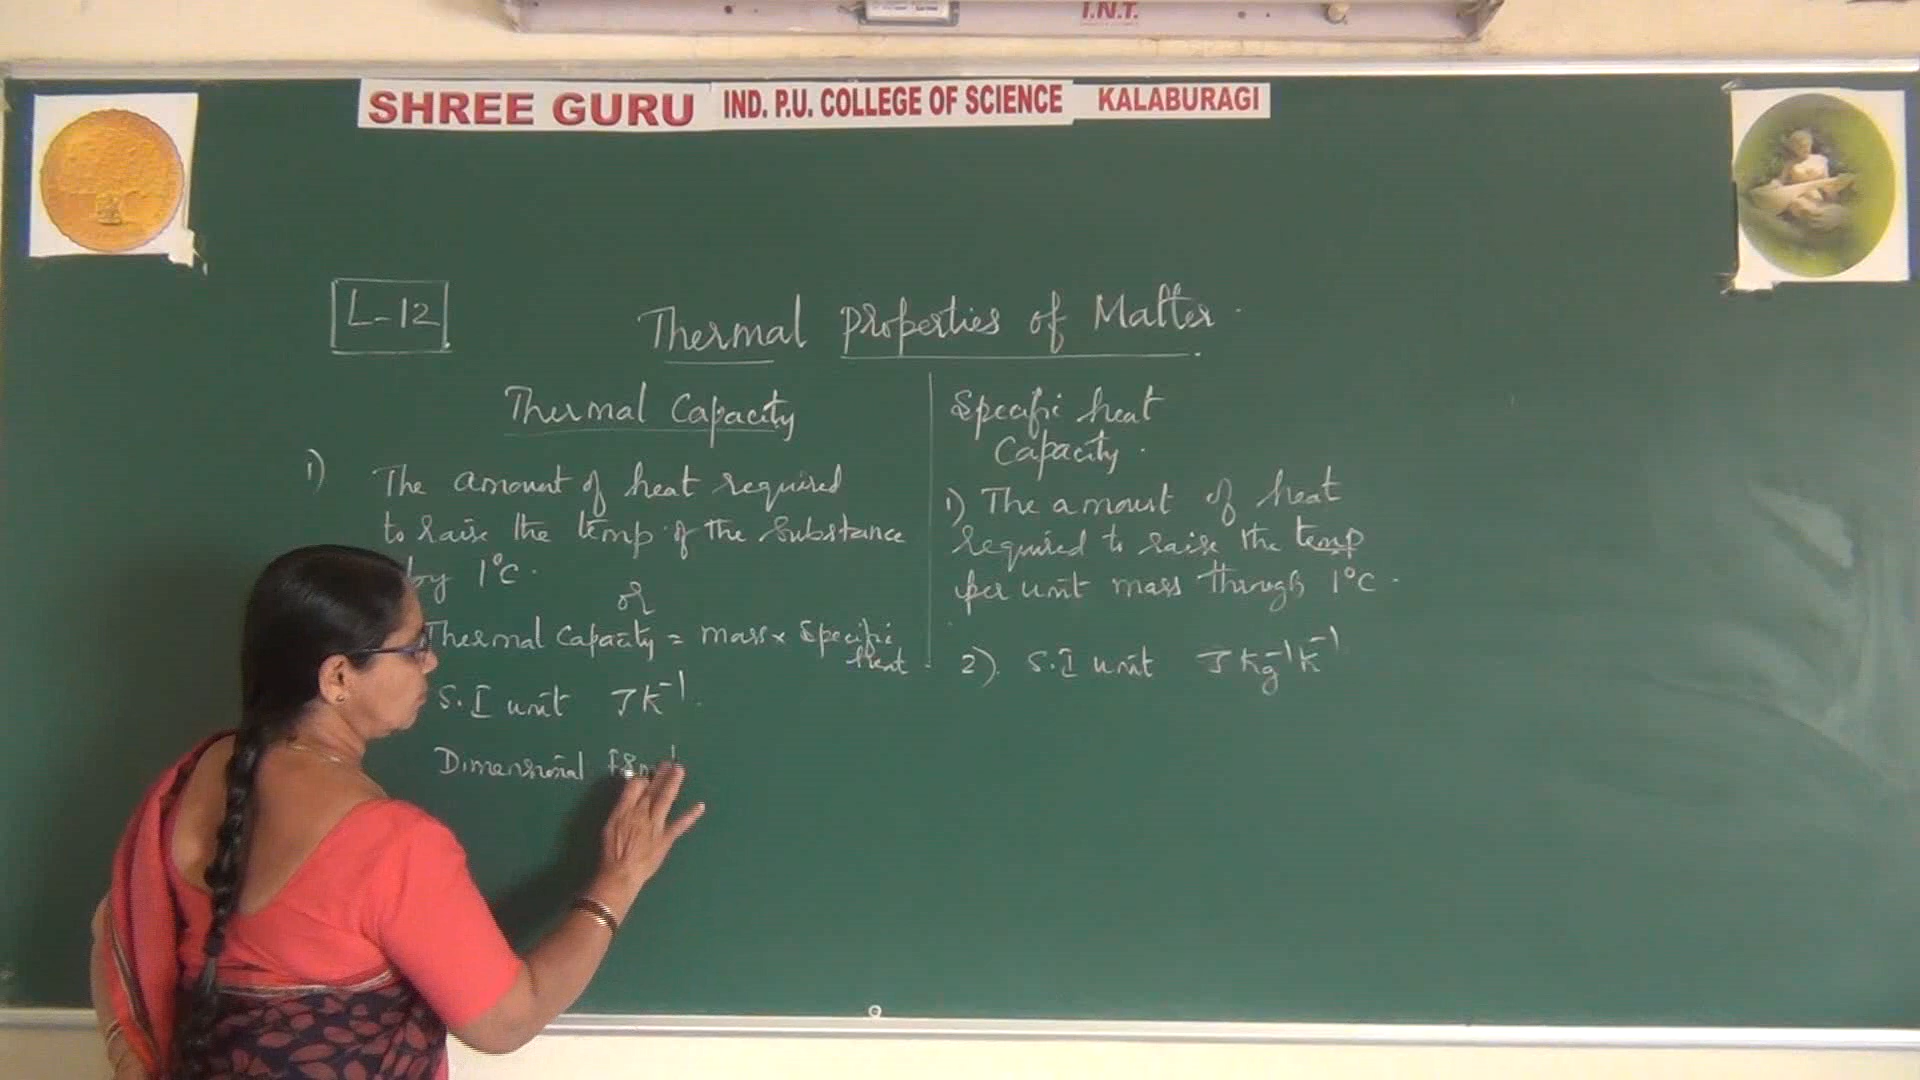 I.N.T.
SHREE GURU IND. P.U. COLLEGE OF SCIENCE KALABURAGI
L-12
Thermal Properties of Matter.
Thermal Capacity
1) The amount of heat required
to raise the temp. of the substance
by 1°C.
or
Thermal Capacity = mass x Specific
heat.
S.I unit JK⁻¹.
Dimensional
Specific heat
Capacity.
1) The amount of heat
required to raise the temp
per unit mass through 1°C.
2). S.I unit J Kg⁻¹ K⁻¹